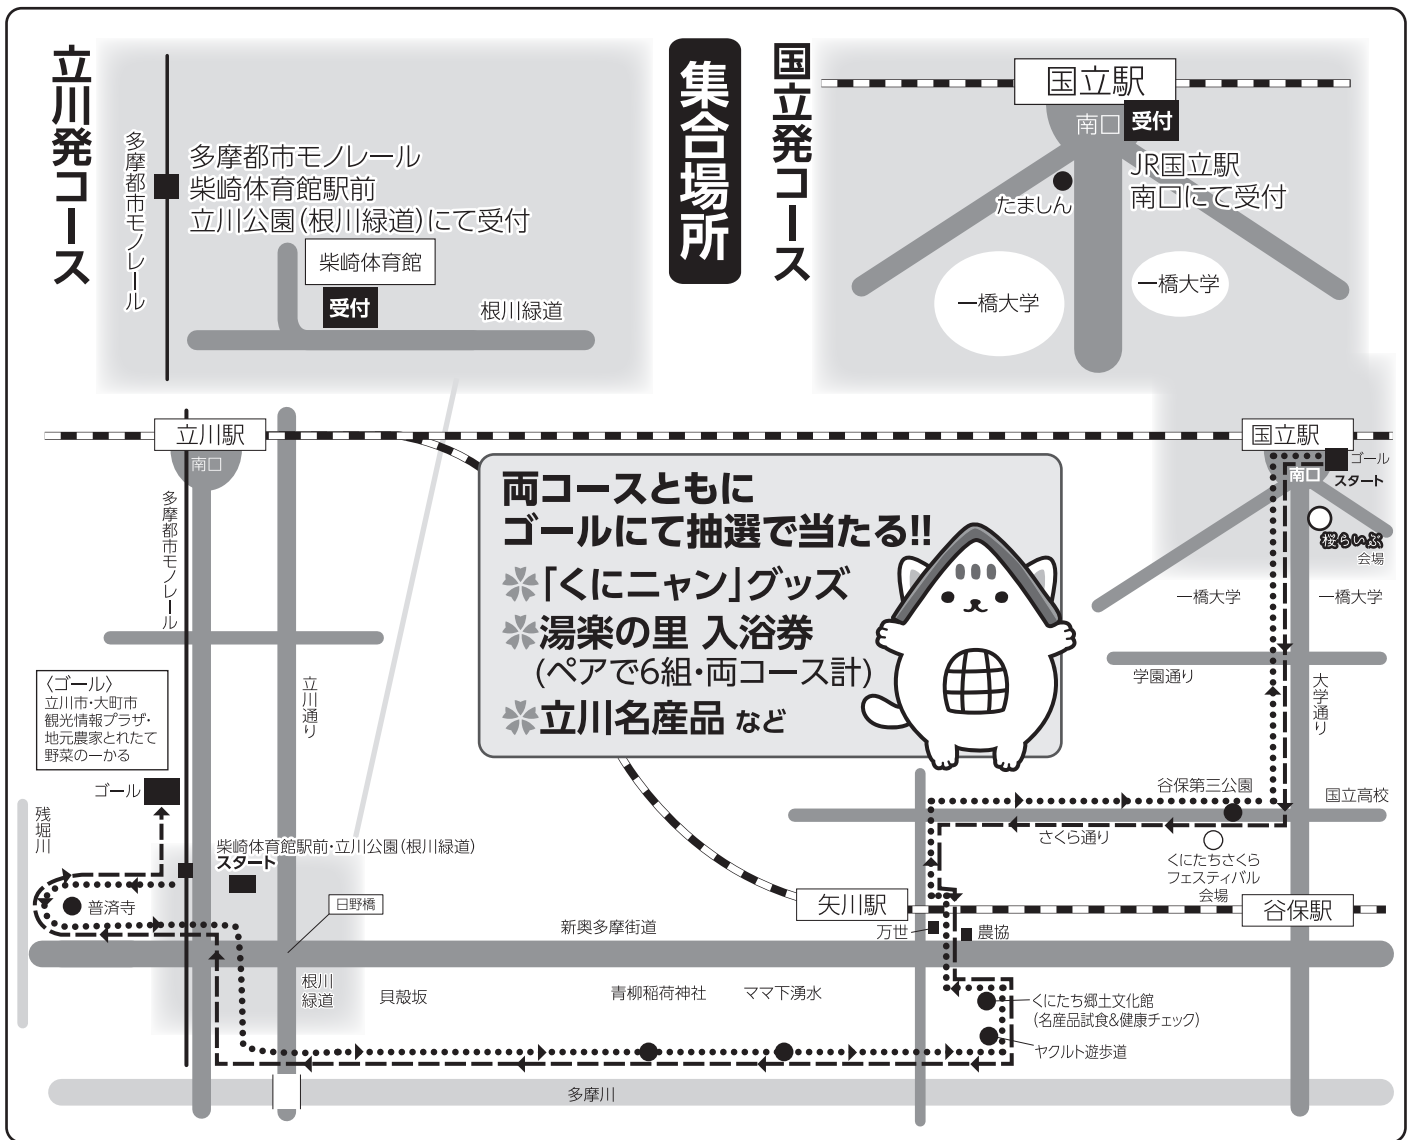 立川発コース
多摩都市モノレール
多摩都市モノレール
柴崎体育館駅前
立川公園(根川緑道)にて受付
柴崎体育館
受付
根川緑道
集合場所
国立発コース
国立駅
南口
受付
JR国立駅
南口にて受付
たましん
一橋大学
一橋大学
立川駅
南口
多摩都市モノレール
立川通り
国立駅
南口
ゴール
スタート
桜らいぶ
会場
一橋大学
一橋大学
学園通り
大学通り
両コースともに
ゴールにて抽選で当たる!!
「くにニャン」グッズ
湯楽の里 入浴券
(ペアで6組・両コース計)
立川名産品 など
〈ゴール〉
立川市・大町市
観光情報プラザ・
地元農家とれたて
野菜のーかる
ゴール
残堀川
柴崎体育館駅前・立川公園(根川緑道)
スタート
普済寺
日野橋
谷保第三公園
国立高校
さくら通り
くにたちさくら
フェスティバル
会場
矢川駅
谷保駅
万世
農協
新奥多摩街道
根川
緑道
貝殻坂
青柳稲荷神社
ママ下湧水
くにたち郷土文化館
(名産品試食&健康チェック)
ヤクルト遊歩道
多摩川